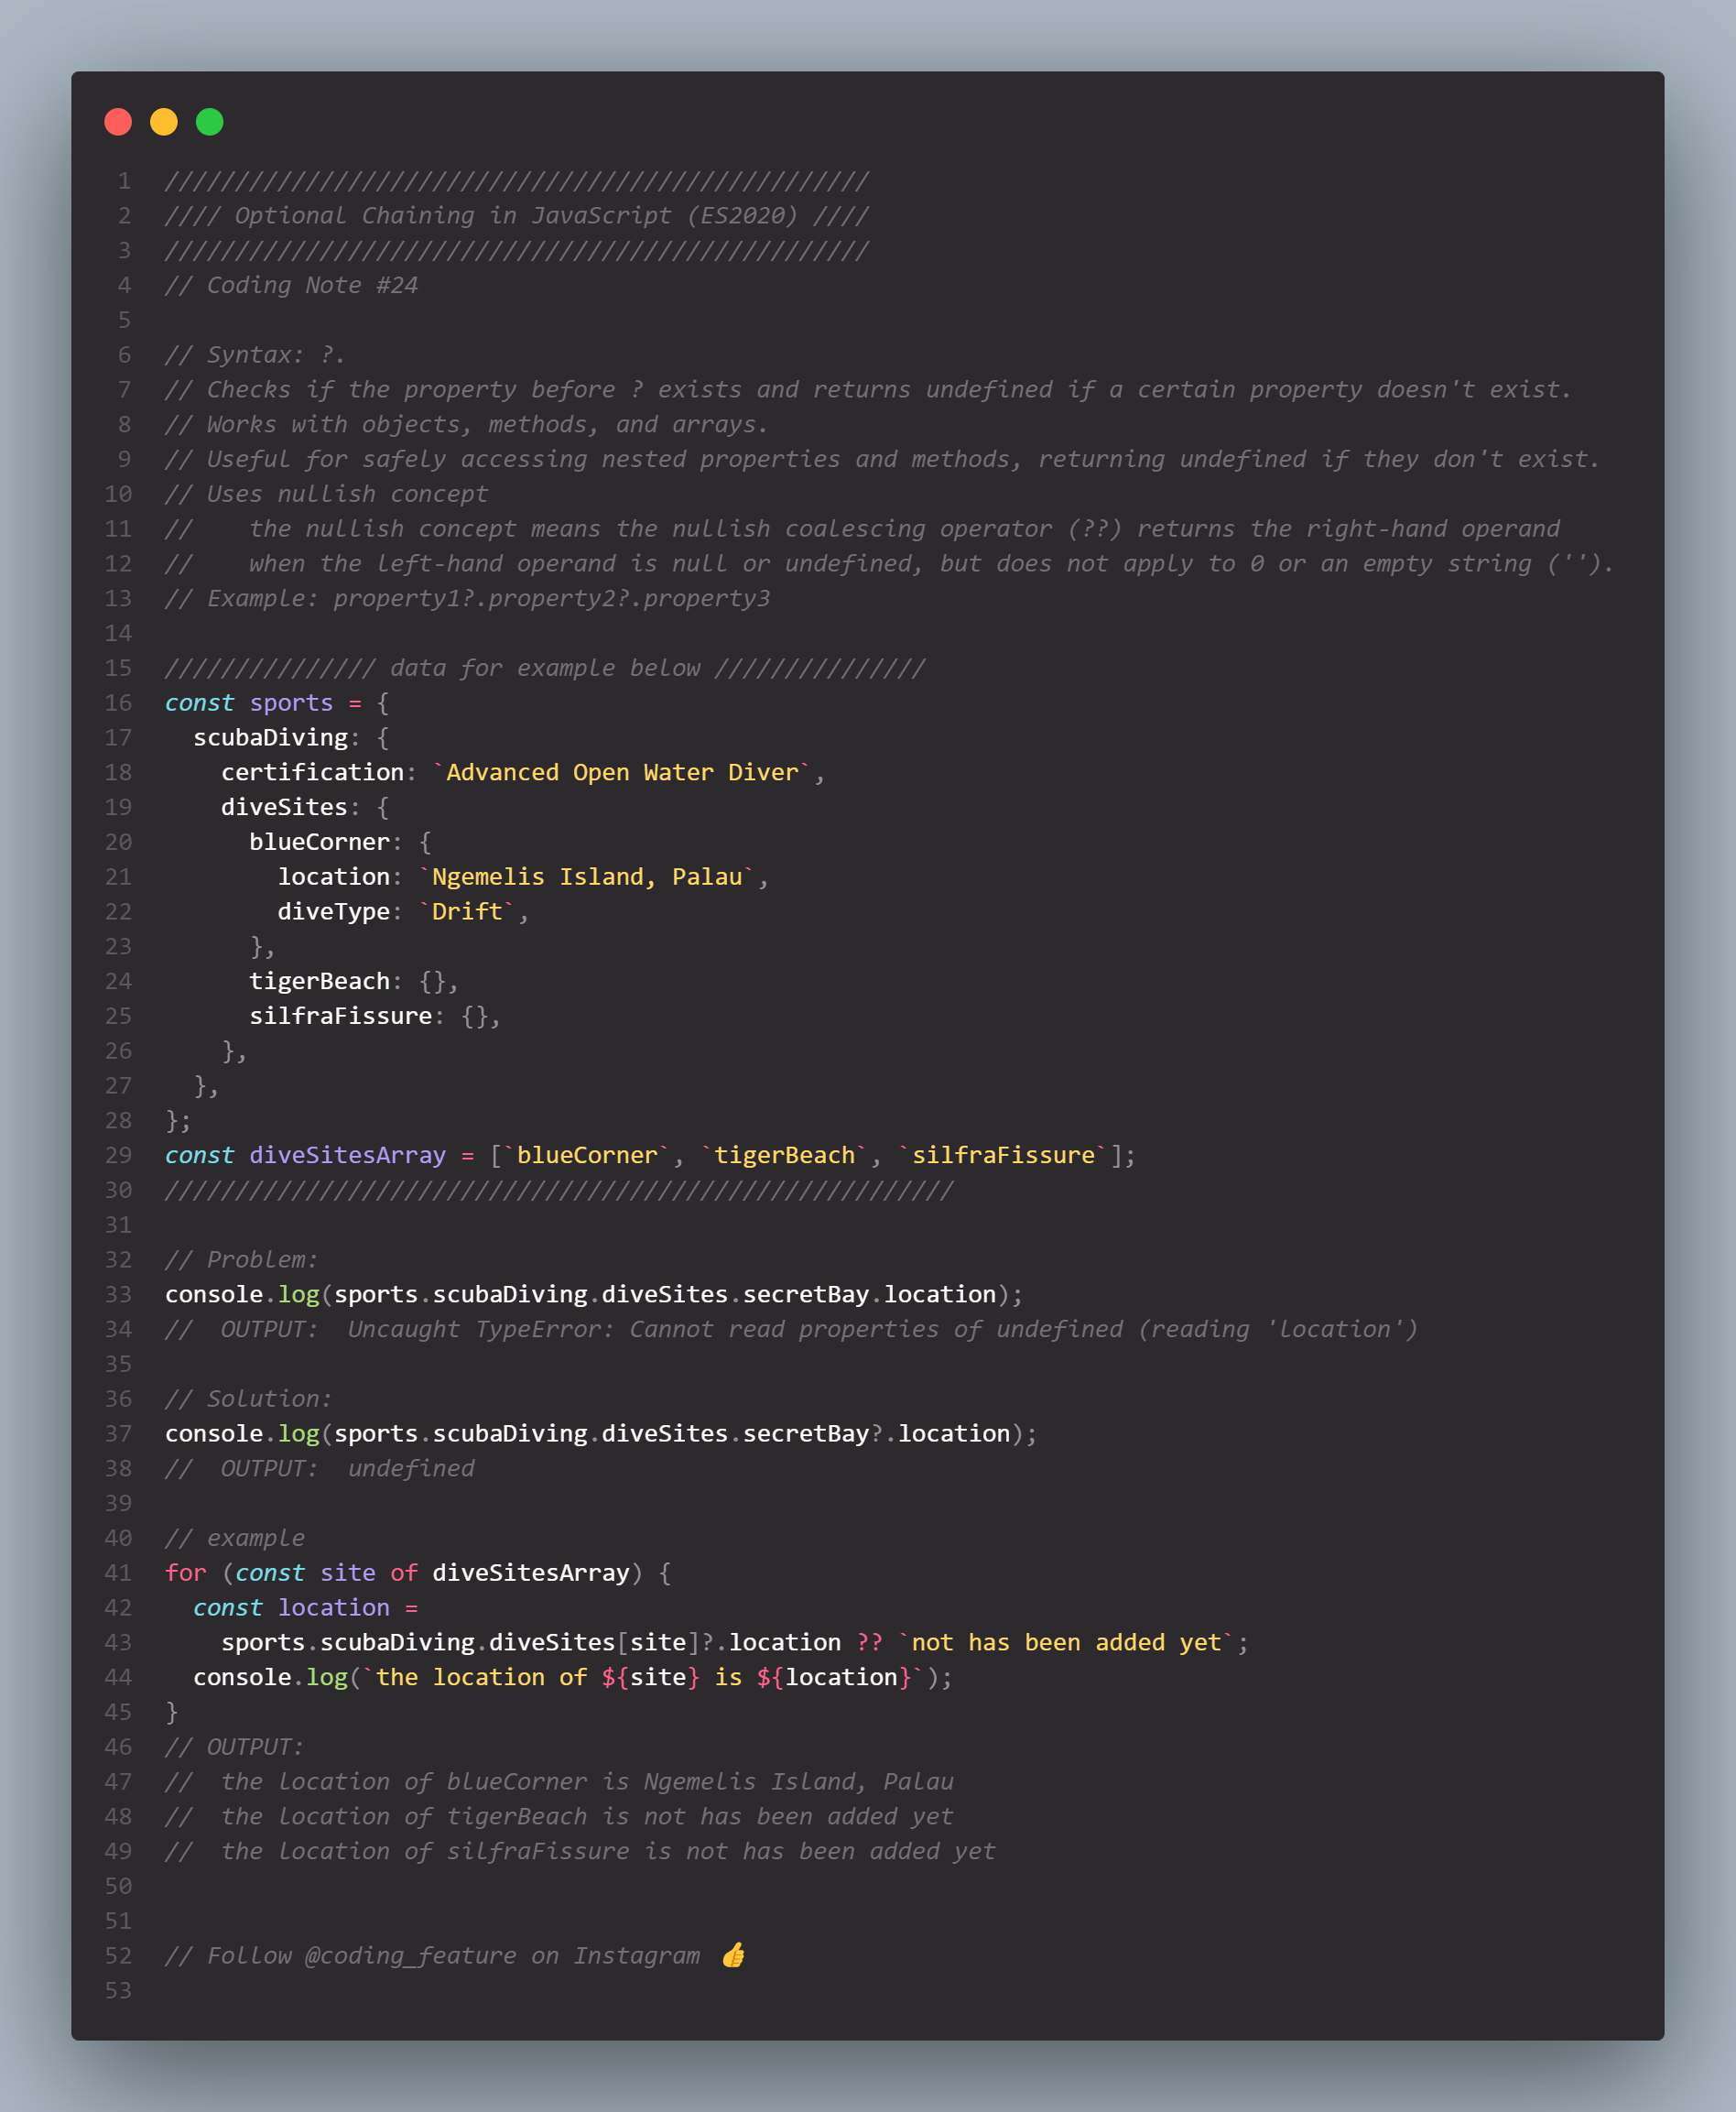 1 //////////////////////////////////////////////////
2 //// Optional Chaining in JavaScript (ES2020) ////
3 //////////////////////////////////////////////////
4 // Coding Note #24
5
6 // Syntax: ?.
7 // Checks if the property before ? exists and returns undefined if a certain property doesn't exist.
8 // Works with objects, methods, and arrays.
9 // Useful for safely accessing nested properties and methods, returning undefined if they don't exist.
10 // Uses nullish concept
11 //    the nullish concept means the nullish coalescing operator (??) returns the right-hand operand
12 //    when the left-hand operand is null or undefined, but does not apply to 0 or an empty string ('').
13 // Example: property1?.property2?.property3
14
15 /////////////// data for example below ///////////////
16 const sports = {
17   scubaDiving: {
18     certification: `Advanced Open Water Diver`,
19     diveSites: {
20       blueCorner: {
21         location: `Ngemelis Island, Palau`,
22         diveType: `Drift`,
23       },
24       tigerBeach: {},
25       silfraFissure: {},
26     },
27   },
28 };
29 const diveSitesArray = [`blueCorner`, `tigerBeach`, `silfraFissure`];
30 ////////////////////////////////////////////////////////
31
32 // Problem:
33 console.log(sports.scubaDiving.diveSites.secretBay.location);
34 //  OUTPUT:  Uncaught TypeError: Cannot read properties of undefined (reading 'location')
35
36 // Solution:
37 console.log(sports.scubaDiving.diveSites.secretBay?.location);
38 //  OUTPUT:  undefined
39
40 // example
41 for (const site of diveSitesArray) {
42   const location =
43     sports.scubaDiving.diveSites[site]?.location ?? `not has been added yet`;
44   console.log(`the location of ${site} is ${location}`);
45 }
46 // OUTPUT:
47 //  the location of blueCorner is Ngemelis Island, Palau
48 //  the location of tigerBeach is not has been added yet
49 //  the location of silfraFissure is not has been added yet
50
51
52 // Follow @coding_feature on Instagram 👍
53